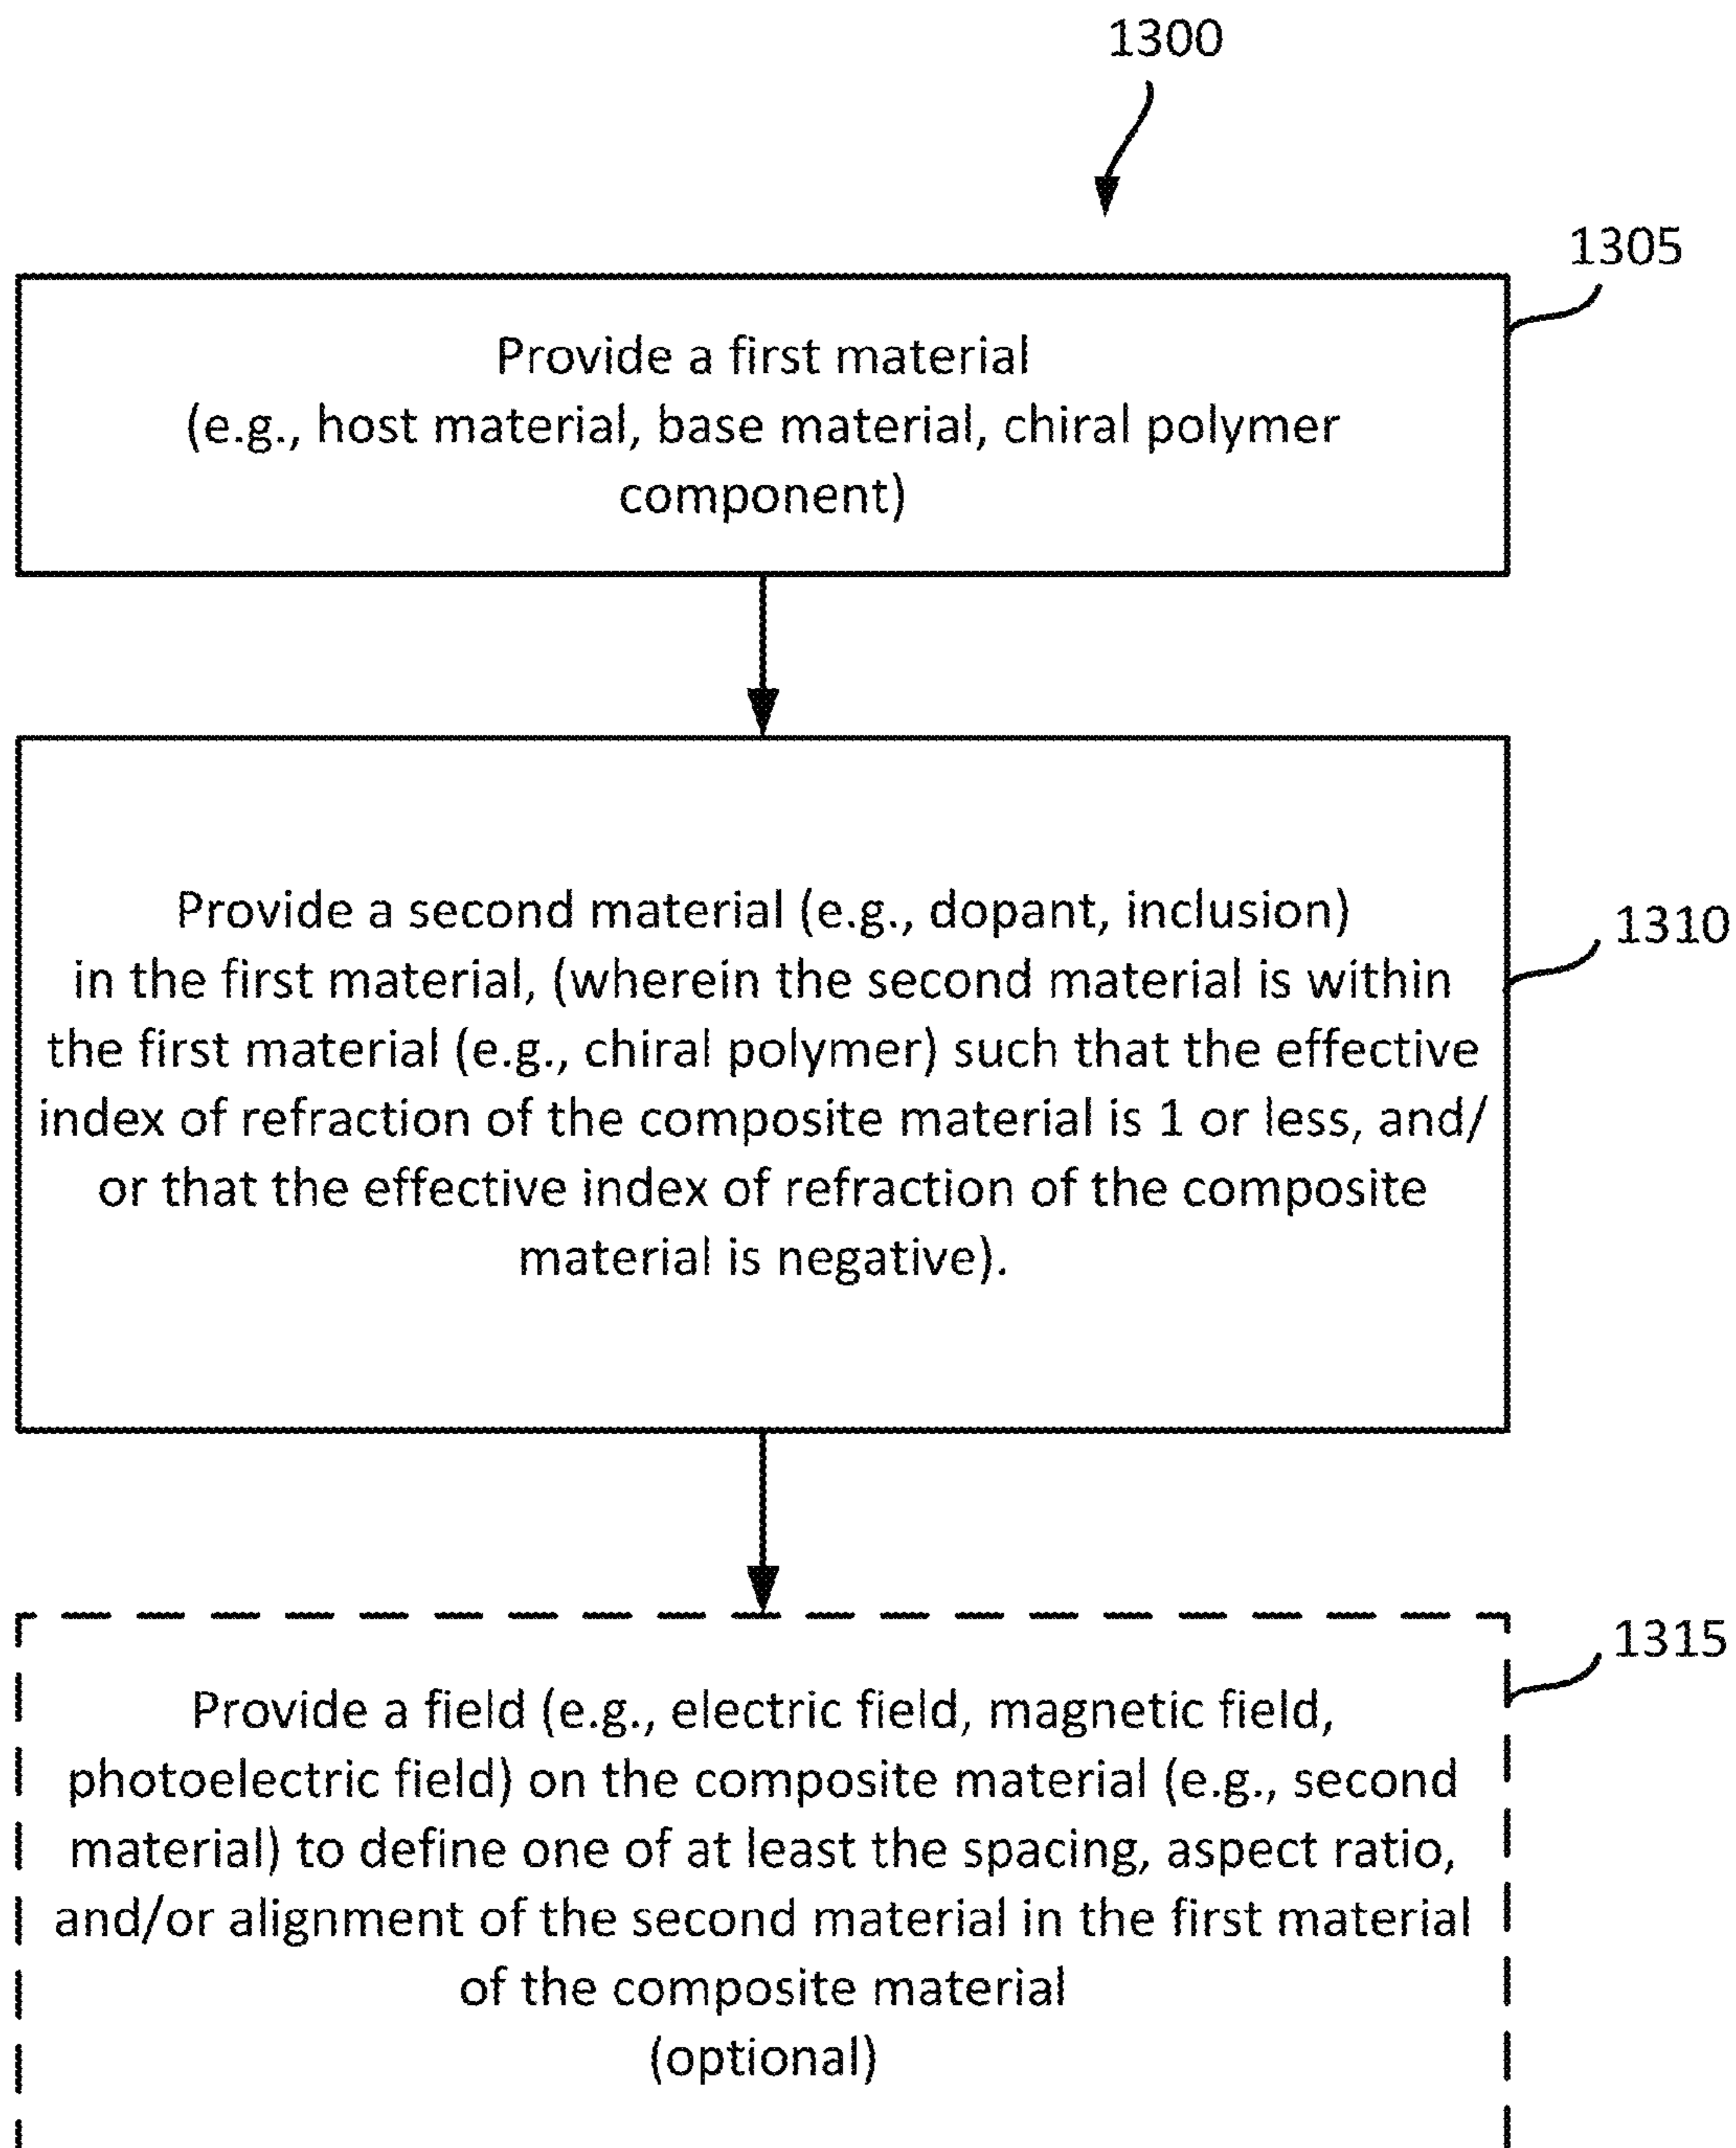 1300
1305
Provide a first material
(e.g., host material, base material, chiral polymer
component)
1310
Provide a second material (e.g., dopant, inclusion)
in the first material, (wherein the second material is within
the first material (e.g., chiral polymer) such that the effective
index of refraction of the composite material is 1 or less, and/
or that the effective index of refraction of the composite
material is negative).
1315
Provide a field (e.g., electric field, magnetic field,
photoelectric field) on the composite material (e.g., second
material) to define one of at least the spacing, aspect ratio,
and/or alignment of the second material in the first material
of the composite material
(optional)